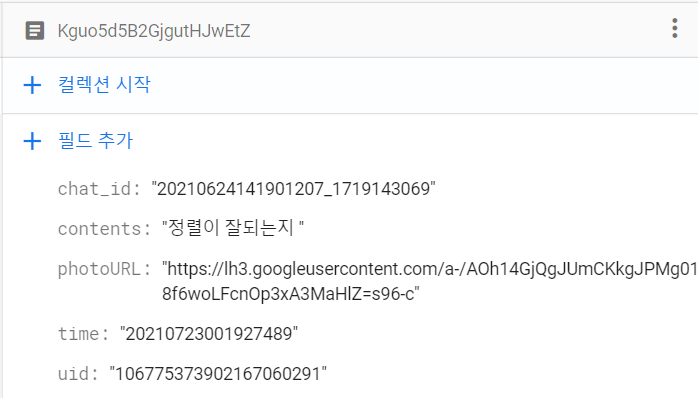 Kguo5d5B2GjgutHJwEtZ
컬렉션 시작
필드 추가
chat_id: "20210624141901207_1719143069"
contents: "정렬이 잘되는지 "
photoURL: "https://lh3.googleusercontent.com/a-/AOh14GjQgJUmCKkgJPMg01
8f6woLFcnOp3xA3MaHlZ=s96-c"
time: "20210723001927489"
uid: "106775373902167060291"